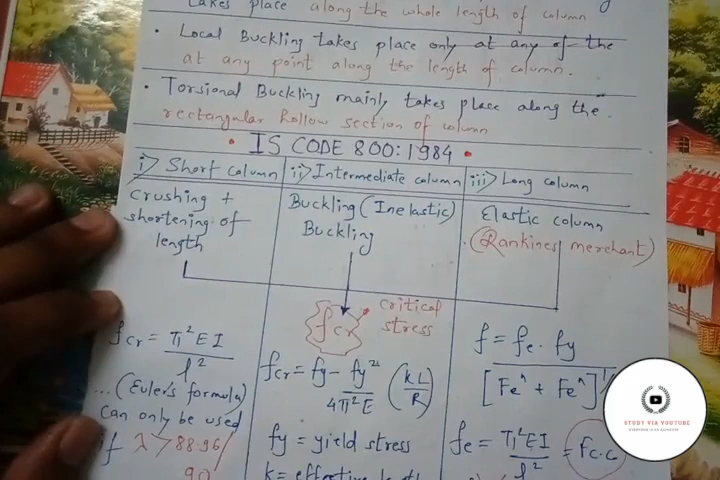 takes place along the whole length of column
• Local Buckling takes place only at any of the
at any point along the length of column.
• Torsional Buckling mainly takes place along the.
rectangular Hollow section of column
• IS CODE 800:1984 •
i) Short column
crushing +
shortening of
length
ii) Intermediate column
Buckling (Inelastic)
Buckling
iii) Long column
Elastic column
(Rankines merchant)
fcr
critical
stress
fcr = π²EI / l²
... (Euler's formula)
can only be used
if λ > 88.96/
90
fcr = fy - fy² / 4π²E (KL/R)
fy = yield stress
k = effective
f = fe . fy / [Fe^n + Fe^n]^1/
fe = π²EI / l² = Fc.c
STUDY VIA YOUTUBE